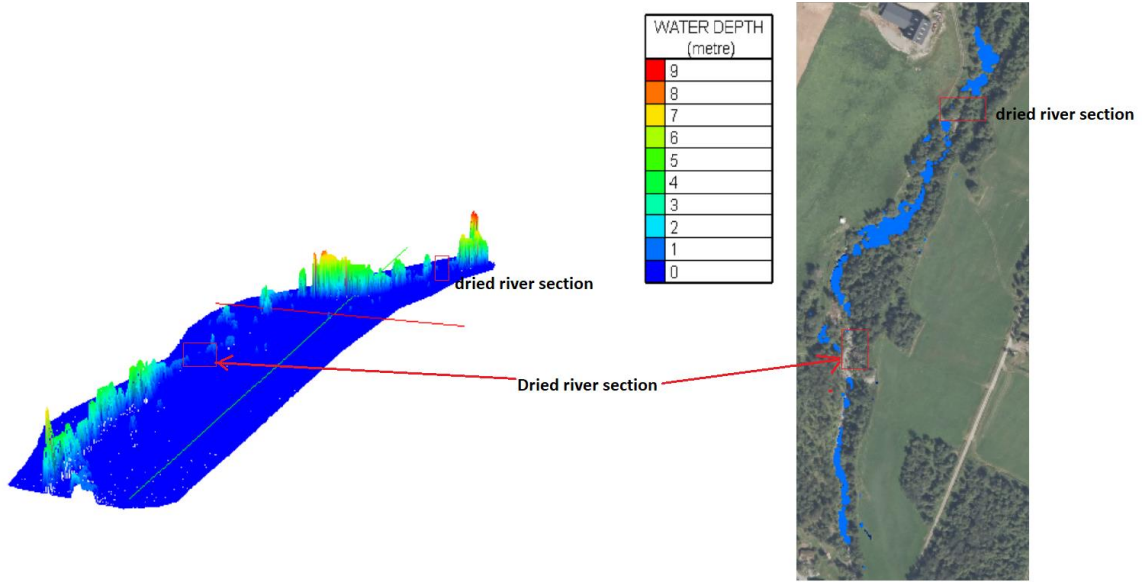 WATER DEPTH
(metre)
9
8
7
6
5
4
3
2
1
0
dried river section
dried river section
Dried river section